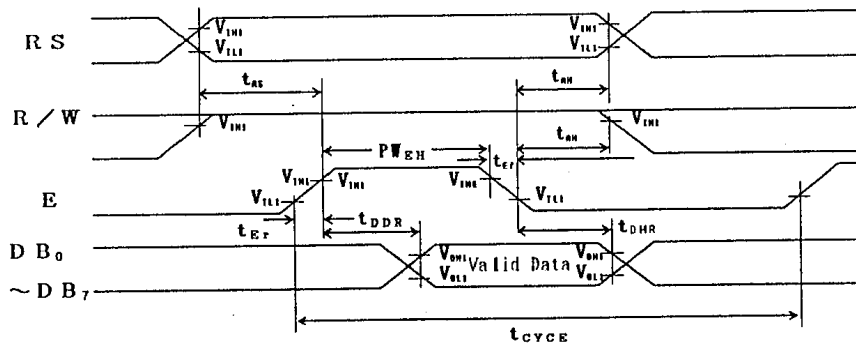 RS
V_IH1
V_IL1
V_IH1
V_IL1
t_AS
t_AH
R/W
V_IH1
V_IH1
t_AH
PW_EH
t_Ef
E
V_IH1
V_IH1
V_IH1
V_IL1
V_IL1
t_Er
t_DDR
t_DHR
DB₀
V_OH1
Valid Data
V_OH1
V_OL1
V_OL1
~DB₇
t_CYCE